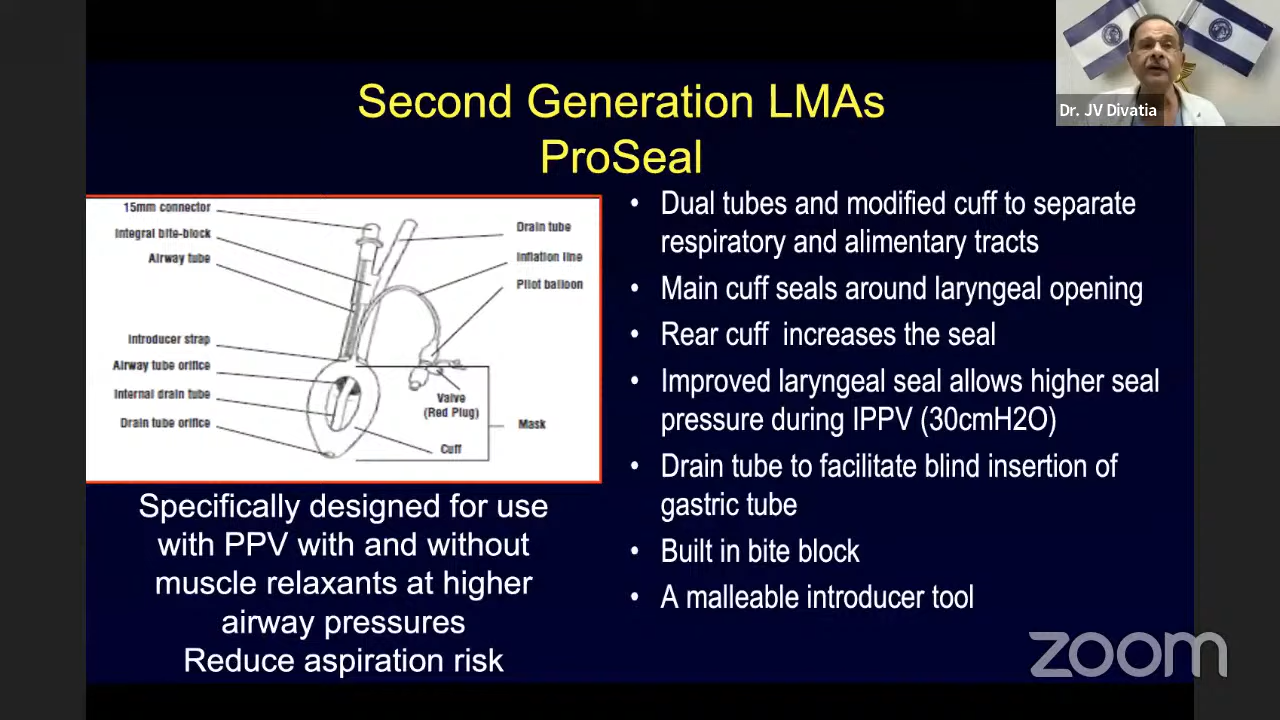 Dr. JV Divatia
Second Generation LMAs
ProSeal
15mm connector
Integral bite-block
Airway tube
Introducer strap
Airway tube orifice
Internal drain tube
Drain tube orifice
Drain tube
Inflation line
Pilot balloon
Valve
(Red Plug)
Mask
Cuff
Specifically designed for use
with PPV with and without
muscle relaxants at higher
airway pressures
Reduce aspiration risk
• Dual tubes and modified cuff to separate
respiratory and alimentary tracts
• Main cuff seals around laryngeal opening
• Rear cuff increases the seal
• Improved laryngeal seal allows higher seal
pressure during IPPV (30cmH2O)
• Drain tube to facilitate blind insertion of
gastric tube
• Built in bite block
• A malleable introducer tool
zoom